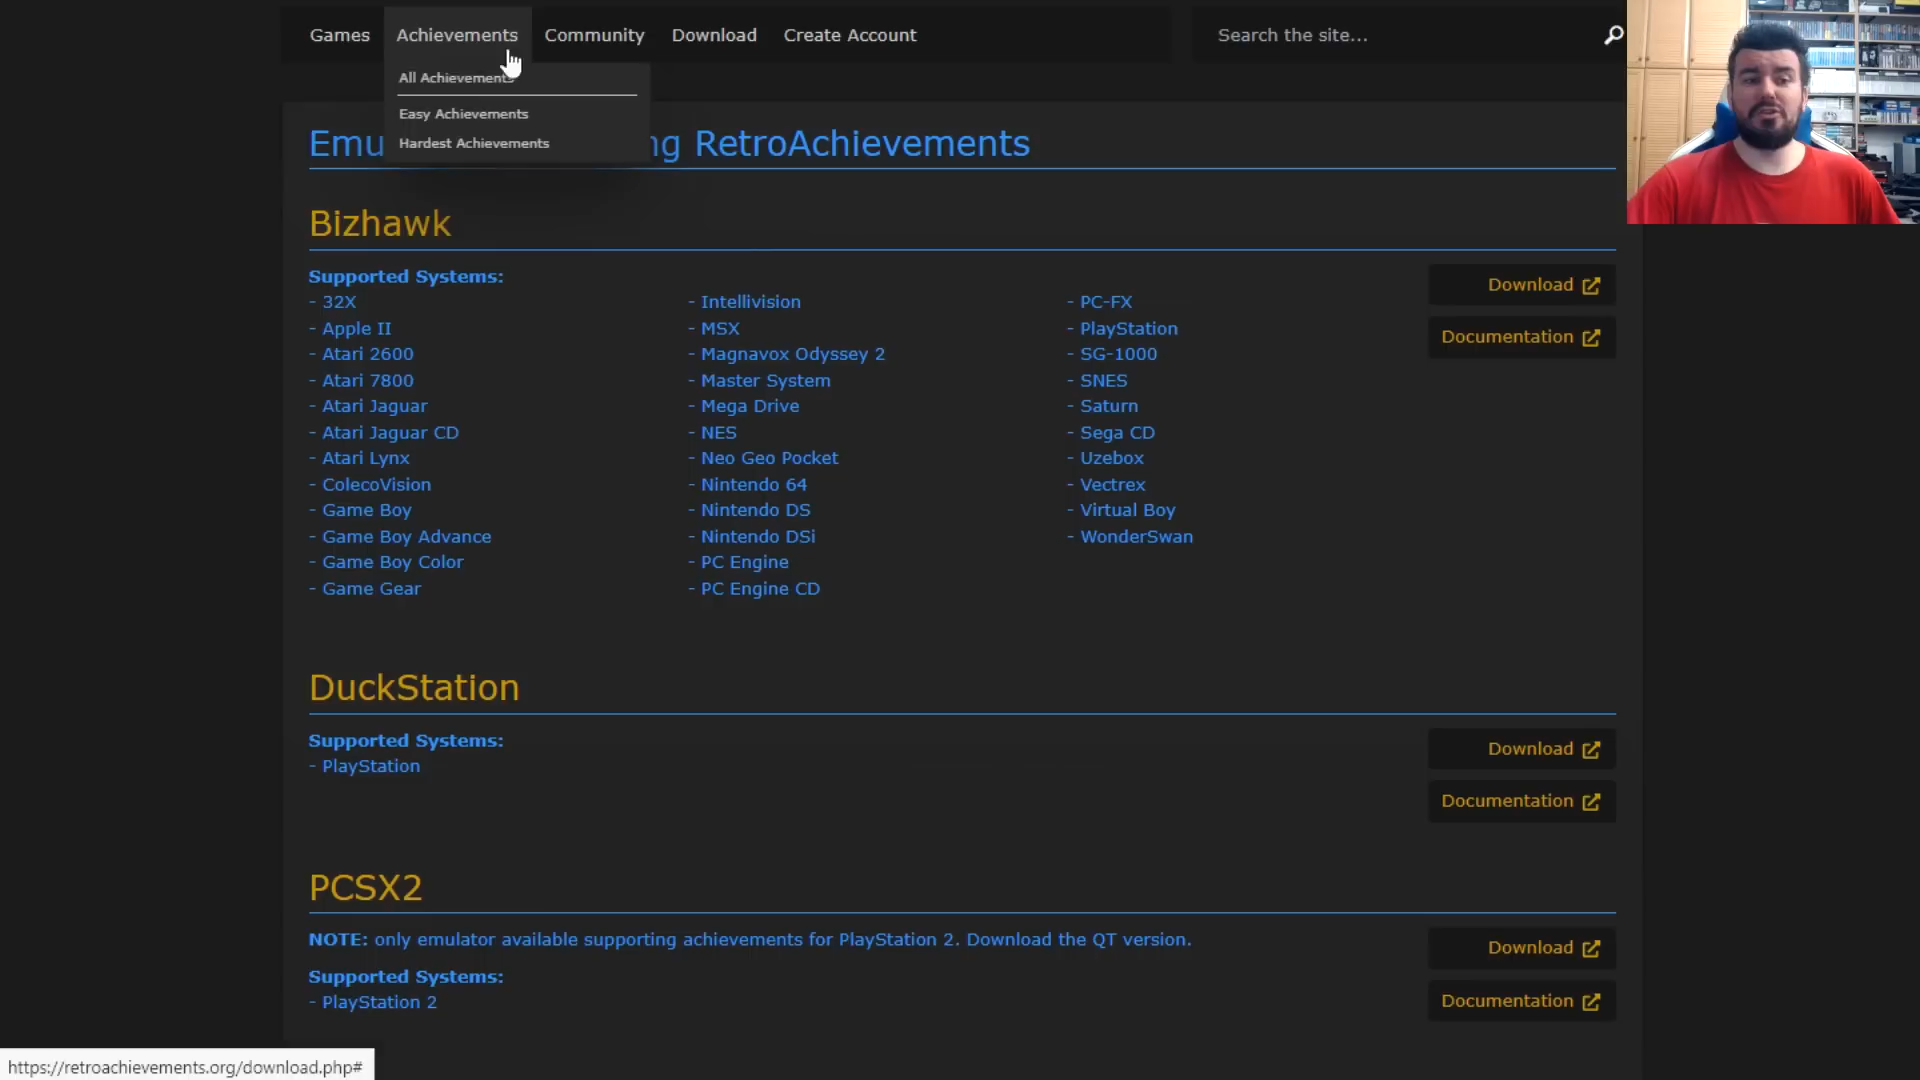 Games Achievements Community Download Create Account Search the site...
All Achievements
Easy Achievements
Hardest Achievements
Emu ng RetroAchievements
Bizhawk
Supported Systems:
- 32X
- Apple II
- Atari 2600
- Atari 7800
- Atari Jaguar
- Atari Jaguar CD
- Atari Lynx
- ColecoVision
- Game Boy
- Game Boy Advance
- Game Boy Color
- Game Gear
- Intellivision
- MSX
- Magnavox Odyssey 2
- Master System
- Mega Drive
- NES
- Neo Geo Pocket
- Nintendo 64
- Nintendo DS
- Nintendo DSi
- PC Engine
- PC Engine CD
- PC-FX
- PlayStation
- SG-1000
- SNES
- Saturn
- Sega CD
- Uzebox
- Vectrex
- Virtual Boy
- WonderSwan
Download
Documentation
DuckStation
Supported Systems:
- PlayStation
Download
Documentation
PCSX2
NOTE: only emulator available supporting achievements for PlayStation 2. Download the QT version.
Supported Systems:
- PlayStation 2
Download
Documentation
https://retroachievements.org/download.php#